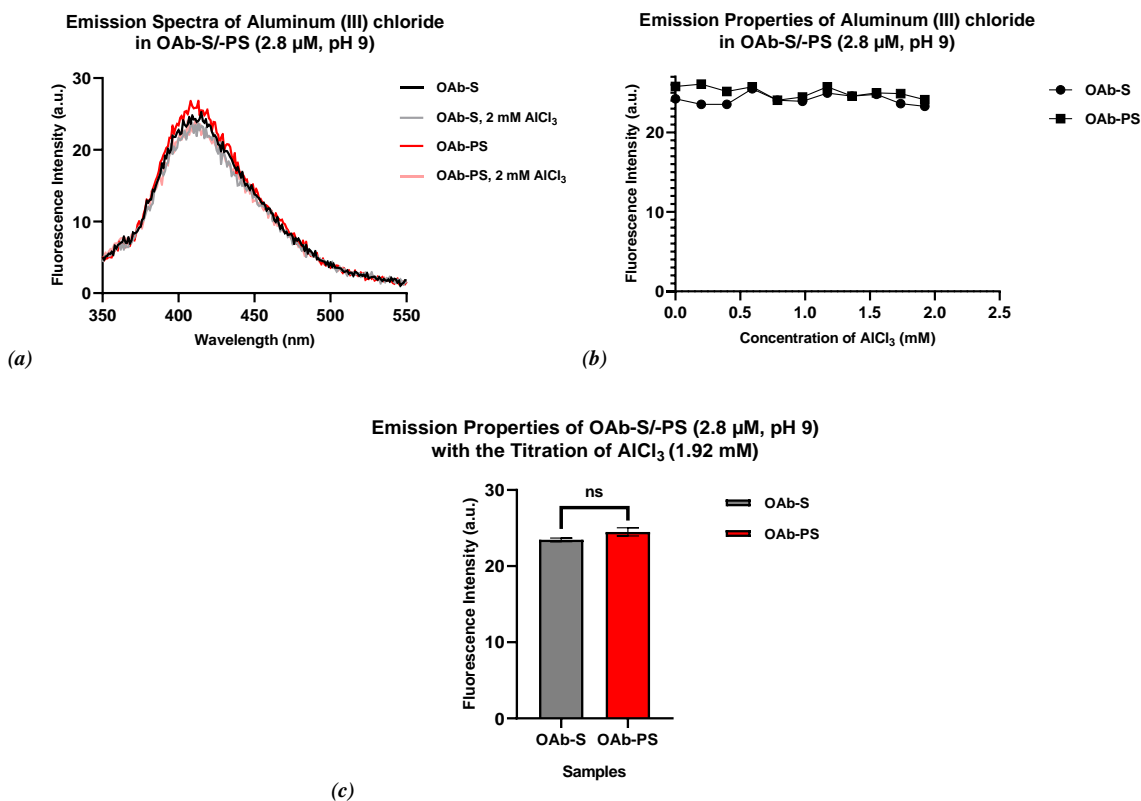 Emission Spectra of Aluminum (III) chloride
in OAb-S/-PS (2.8 µM, pH 9)
Fluorescence Intensity (a.u.)
30
20
10
0
350
400
450
500
550
Wavelength (nm)
OAb-S
OAb-S, 2 mM AlCl₃
OAb-PS
OAb-PS, 2 mM AlCl₃
(a)
Emission Properties of Aluminum (III) chloride
in OAb-S/-PS (2.8 µM, pH 9)
Fluorescence Intensity (a.u.)
20
10
0
0.0
0.5
1.0
1.5
2.0
2.5
Concentration of AlCl₃ (mM)
OAb-S
OAb-PS
(b)
Emission Properties of OAb-S/-PS (2.8 µM, pH 9)
with the Titration of AlCl₃ (1.92 mM)
Fluorescence Intensity (a.u.)
30
20
10
0
ns
OAb-S
OAb-PS
Samples
OAb-S
OAb-PS
(c)